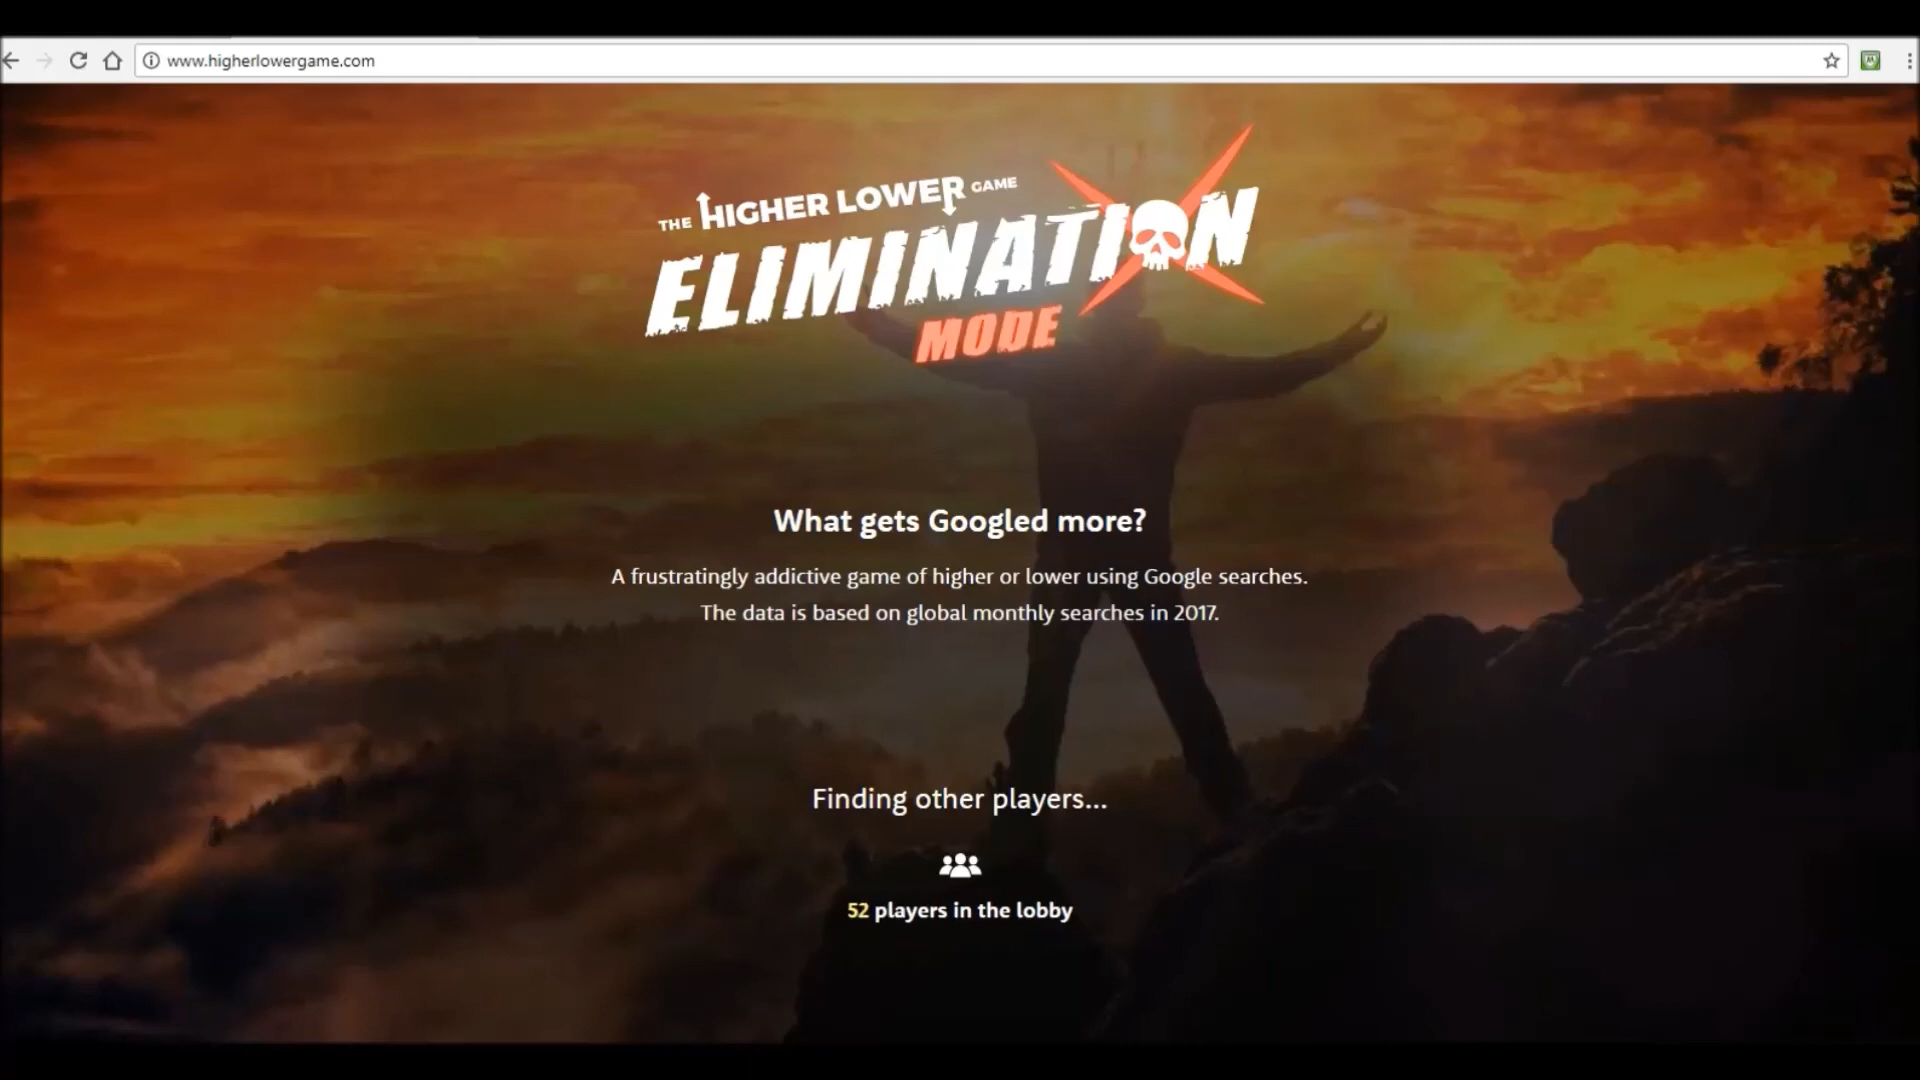 www.higherlowergame.com
THE HIGHER LOWER GAME
ELIMINATION
MODE
What gets Googled more?
A frustratingly addictive game of higher or lower using Google searches.
The data is based on global monthly searches in 2017.
Finding other players...
52 players in the lobby